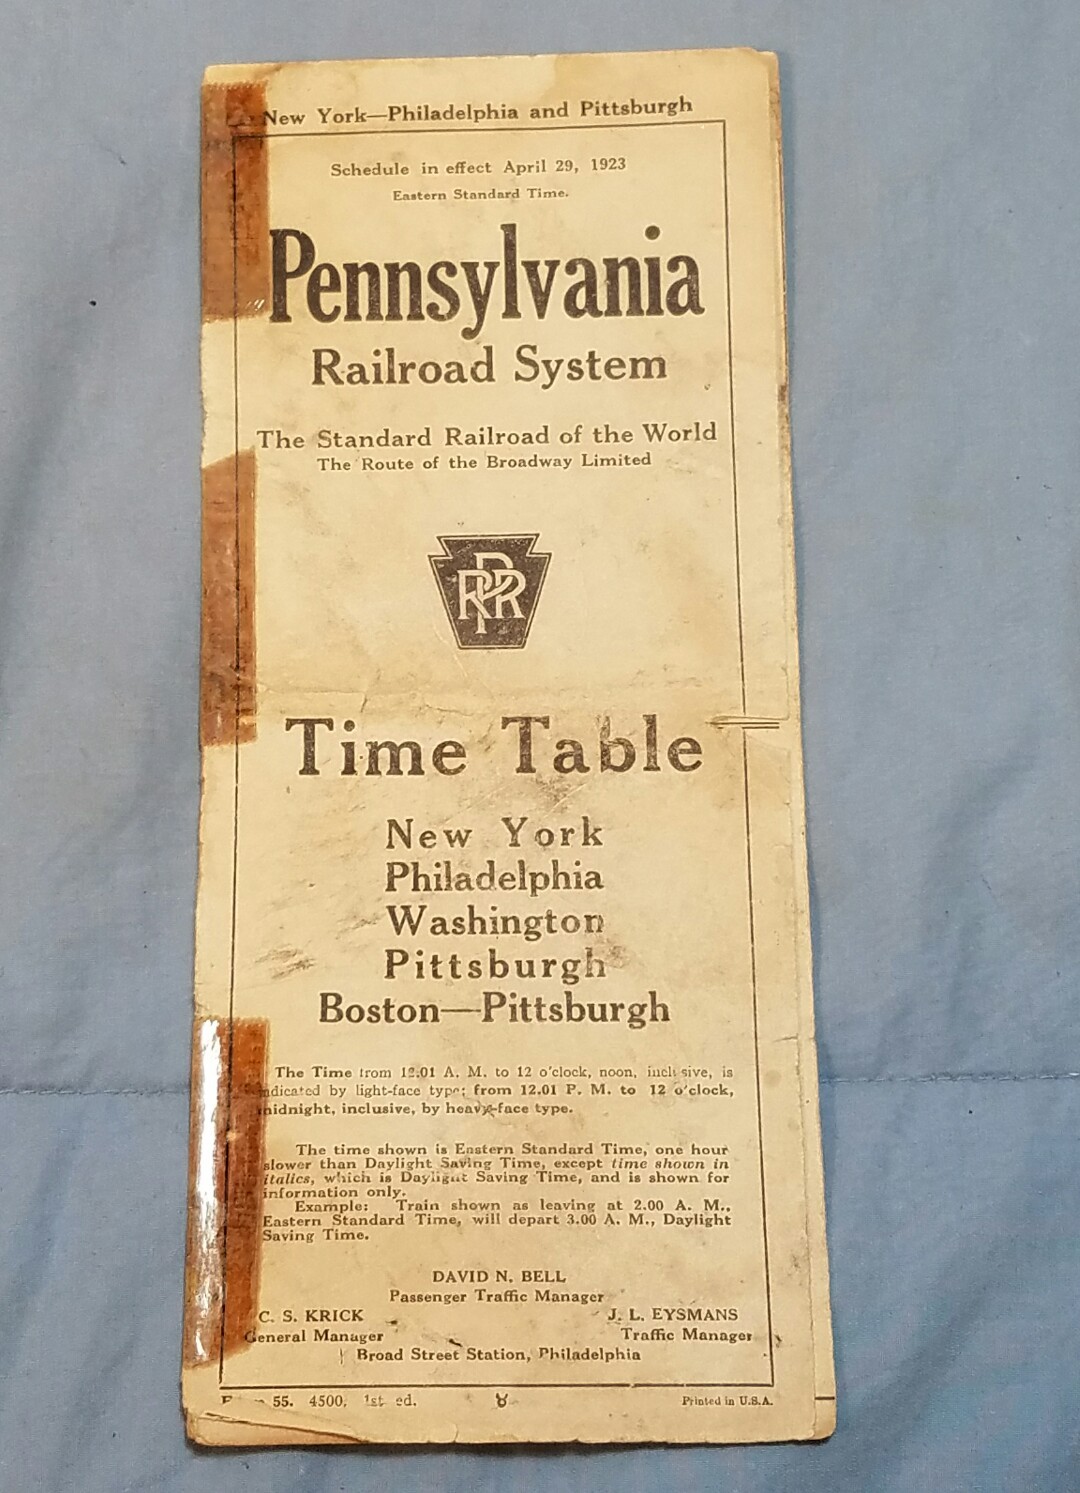 New York—Philadelphia and Pittsburgh
Schedule in effect April 29, 1923
Eastern Standard Time.
Pennsylvania
Railroad System
The Standard Railroad of the World
The Route of the Broadway Limited
PRR
Time Table
New York
Philadelphia
Washington
Pittsburgh
Boston—Pittsburgh
The Time from 12.01 A. M. to 12 o'clock, noon, inclusive, is
indicated by light-face type; from 12.01 P. M. to 12 o'clock,
midnight, inclusive, by heavy-face type.
The time shown is Eastern Standard Time, one hour
slower than Daylight Saving Time, except time shown in
italics, which is Daylight Saving Time, and is shown for
information only.
Example: Train shown as leaving at 2.00 A. M.,
Eastern Standard Time, will depart 3.00 A. M., Daylight
Saving Time.
DAVID N. BELL
Passenger Traffic Manager
C. S. KRICK J. L. EYSMANS
General Manager Traffic Manager
Broad Street Station, Philadelphia
55. 4500. 1st ed. Printed in U.S.A.